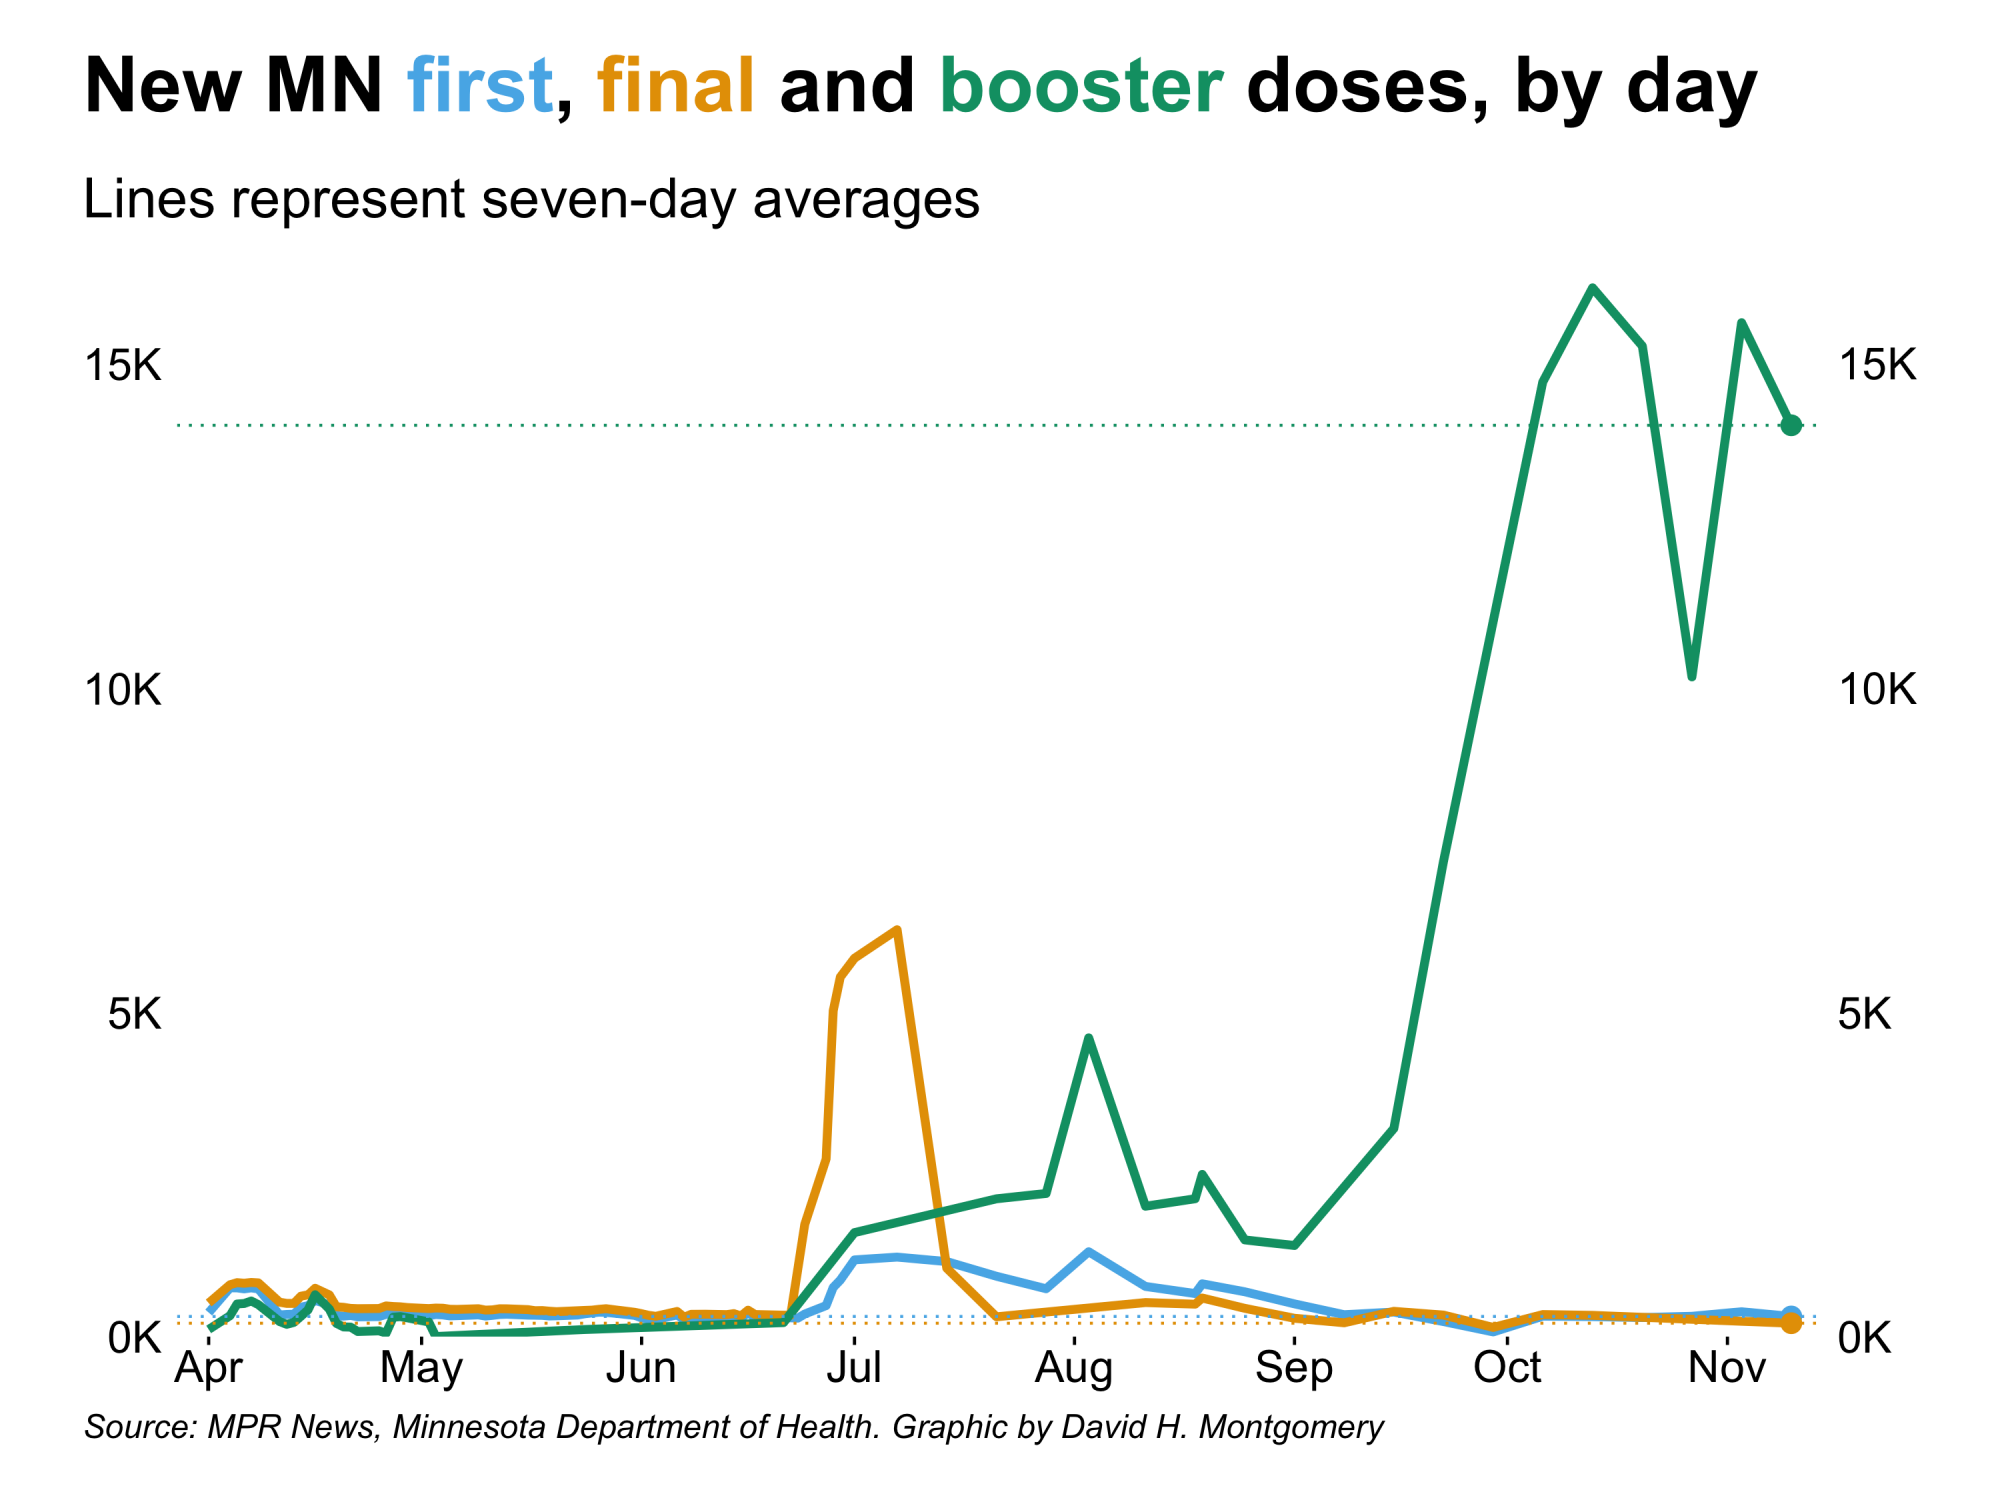 New MN first, final and booster doses, by day
Lines represent seven-day averages
15K 15K
10K 10K
5K 5K
0K 0K
Apr May Jun Jul Aug Sep Oct Nov
Source: MPR News, Minnesota Department of Health. Graphic by David H. Montgomery